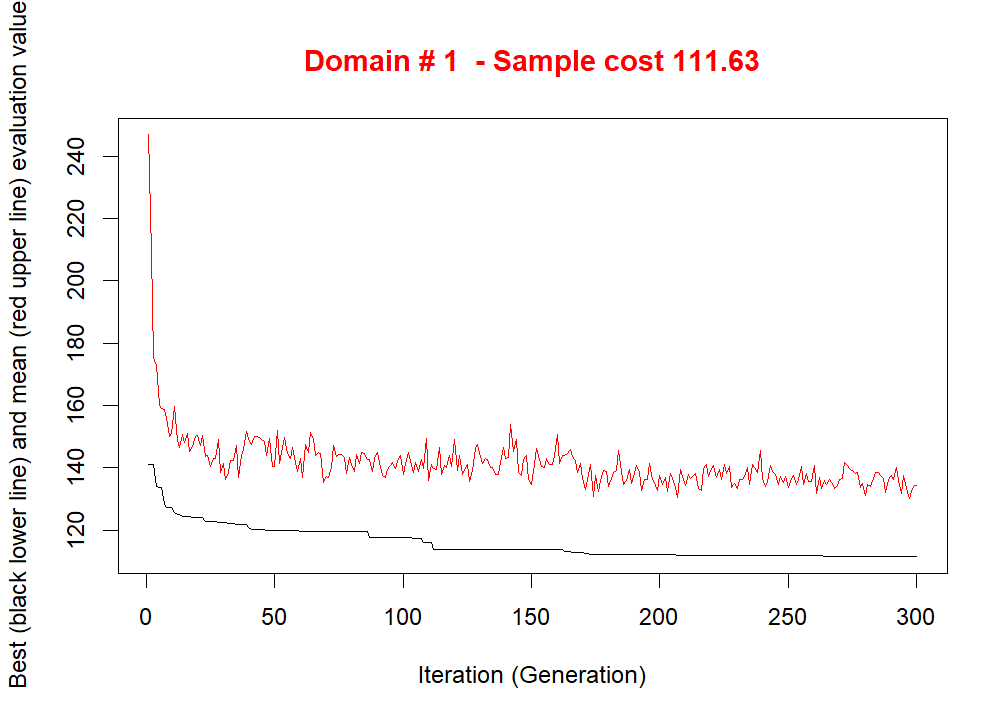 Domain # 1  - Sample cost 111.63
Best (black lower line) and mean (red upper line) evaluation value
240
220
200
180
160
140
120
0 50 100 150 200 250 300
Iteration (Generation)